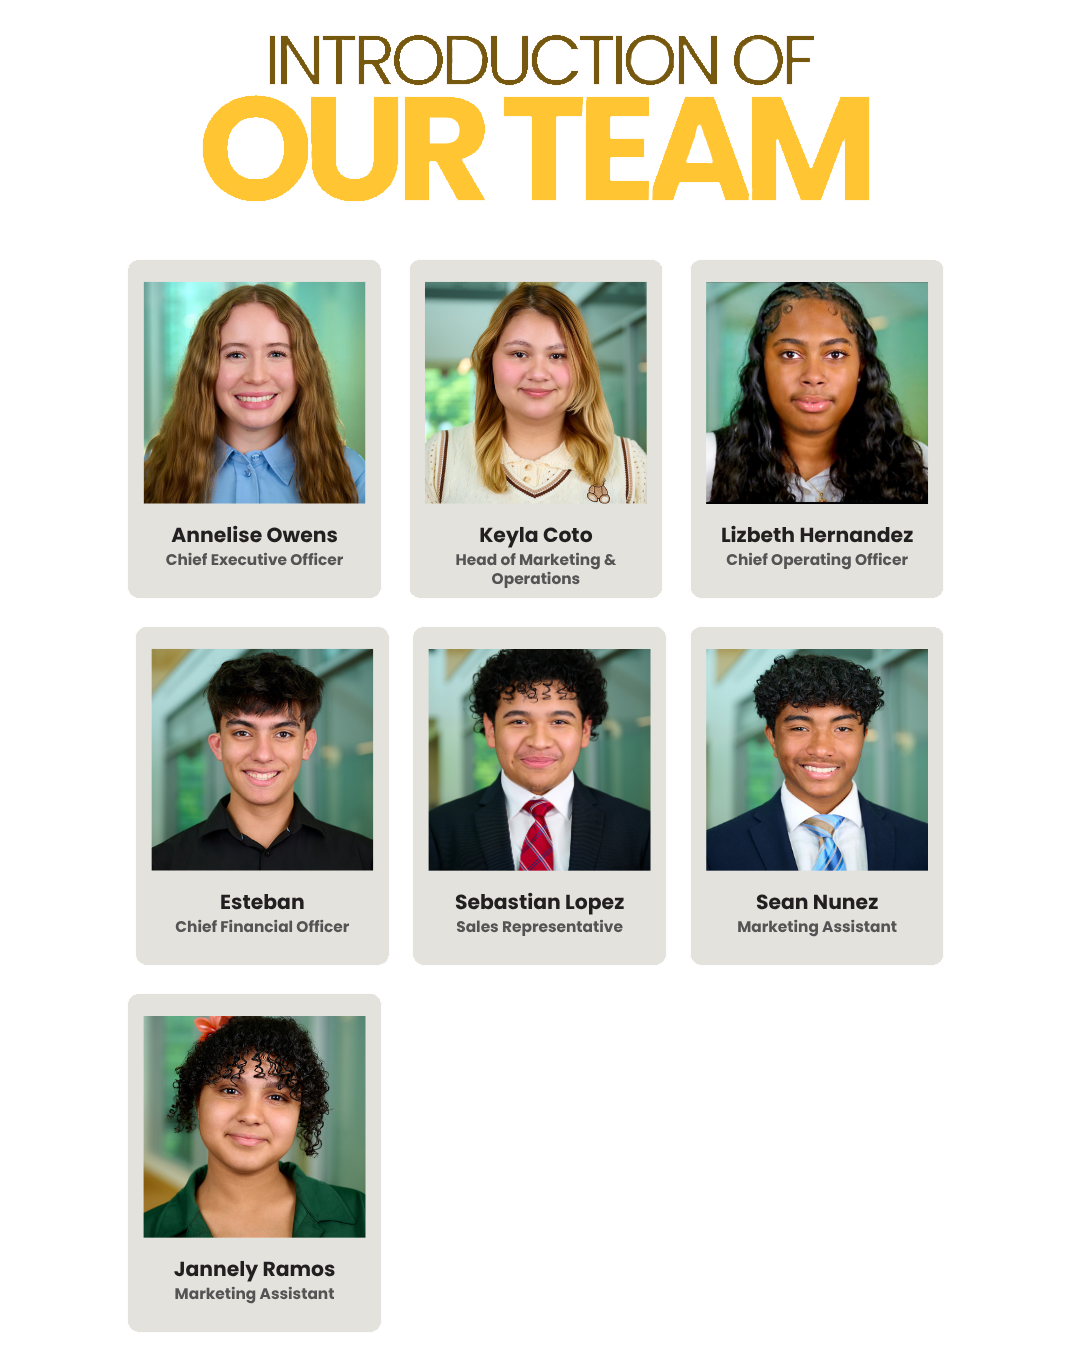 INTRODUCTION OF
OUR TEAM
Annelise Owens
Chief Executive Officer
Keyla Coto
Head of Marketing &
Operations
Lizbeth Hernandez
Chief Operating Officer
Esteban
Chief Financial Officer
Sebastian Lopez
Sales Representative
Sean Nunez
Marketing Assistant
Jannely Ramos
Marketing Assistant